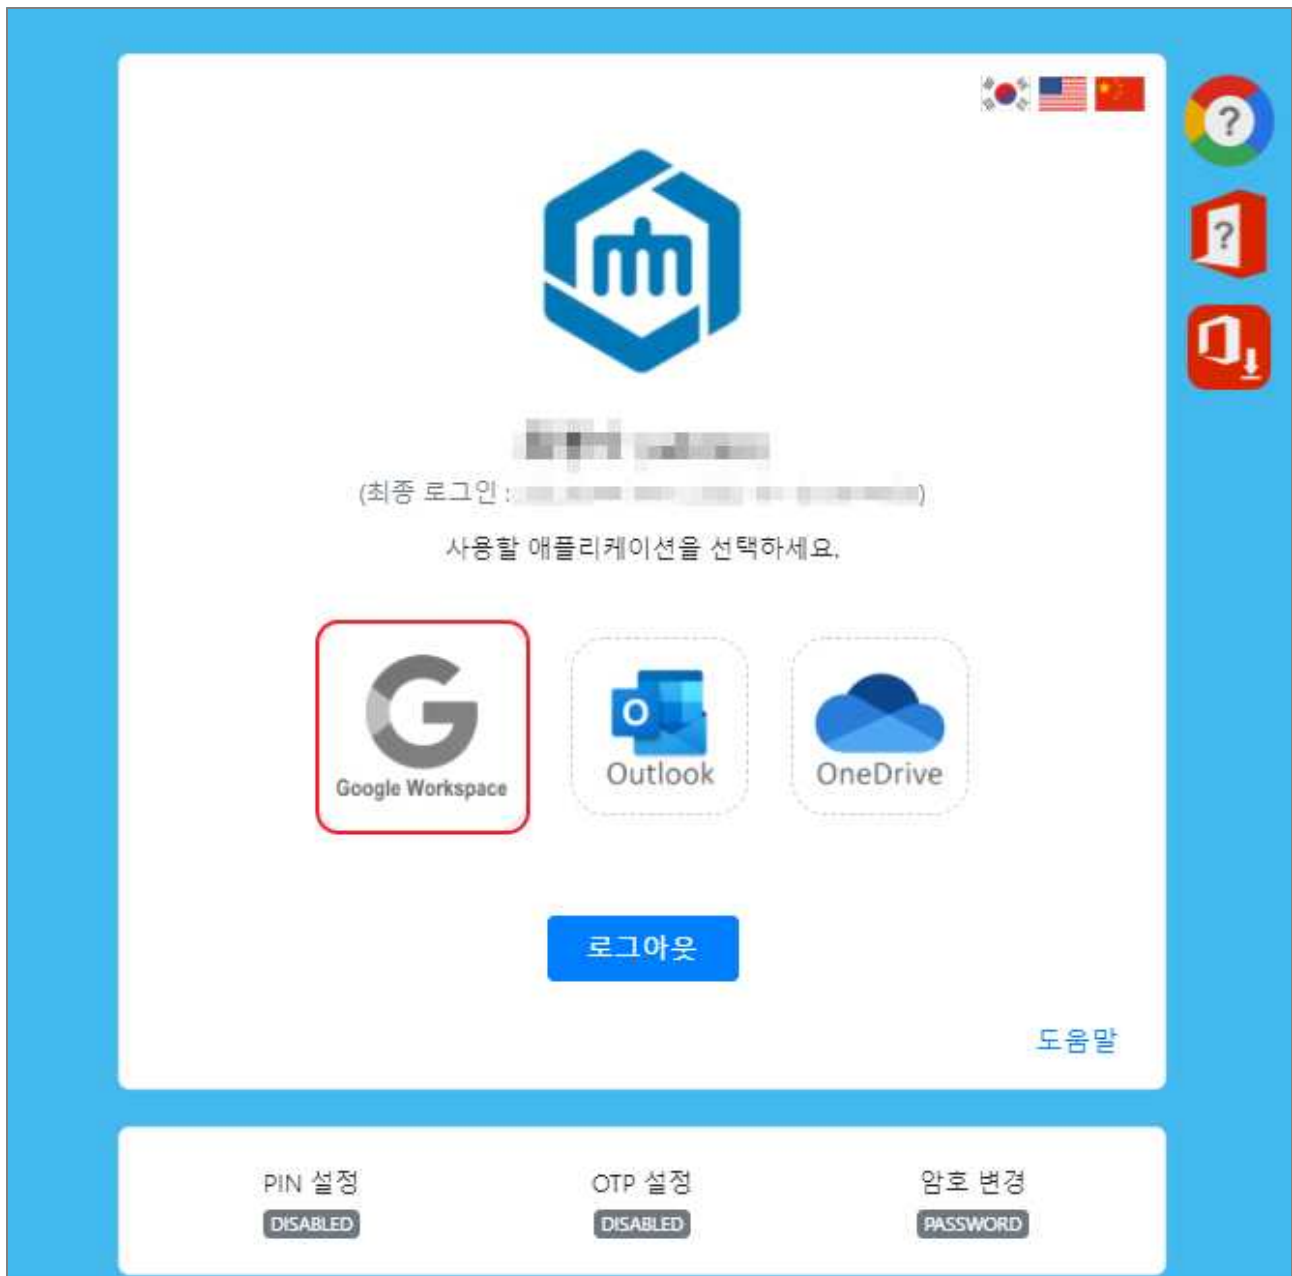 ?
?
(최종 로그인 : )
사용할 애플리케이션을 선택하세요.
Google Workspace
Outlook
OneDrive
로그아웃
도움말
PIN 설정
OTP 설정
암호 변경
DISABLED
DISABLED
PASSWORD